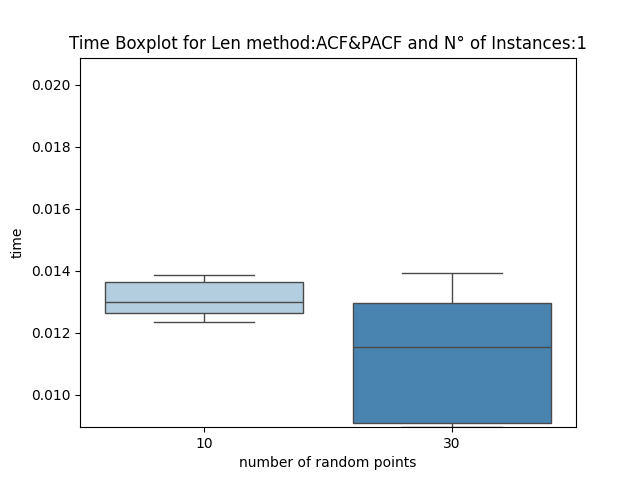 Time Boxplot for Len method:ACF&PACF and N° of Instances:1
0.020
0.018
0.016
0.014
0.012
0.010
time
10
30
number of random points